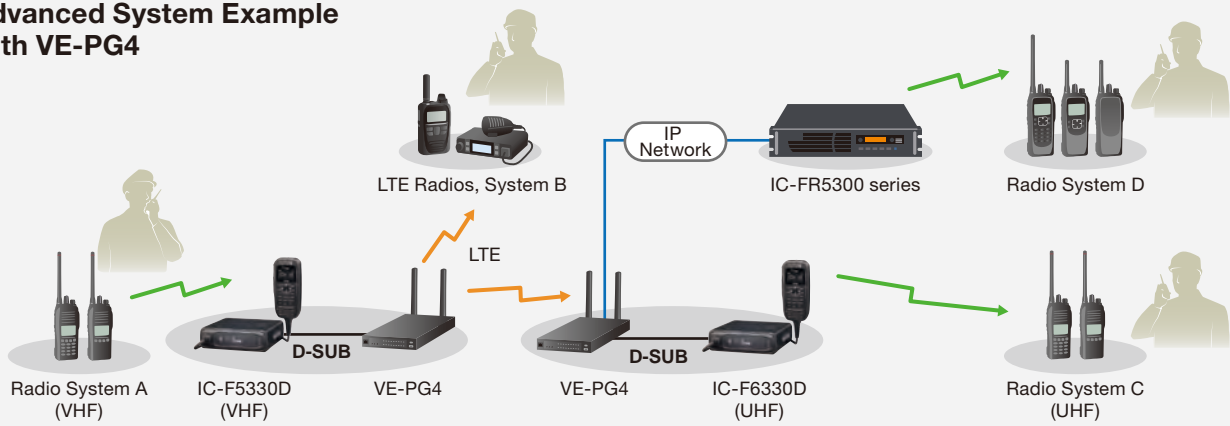 dvanced System Example
th VE-PG4
IP
Network
LTE Radios, System B
IC-FR5300 series
Radio System D
LTE
D-SUB
D-SUB
Radio System A
(VHF)
IC-F5330D
(VHF)
VE-PG4
VE-PG4
IC-F6330D
(UHF)
Radio System C
(UHF)